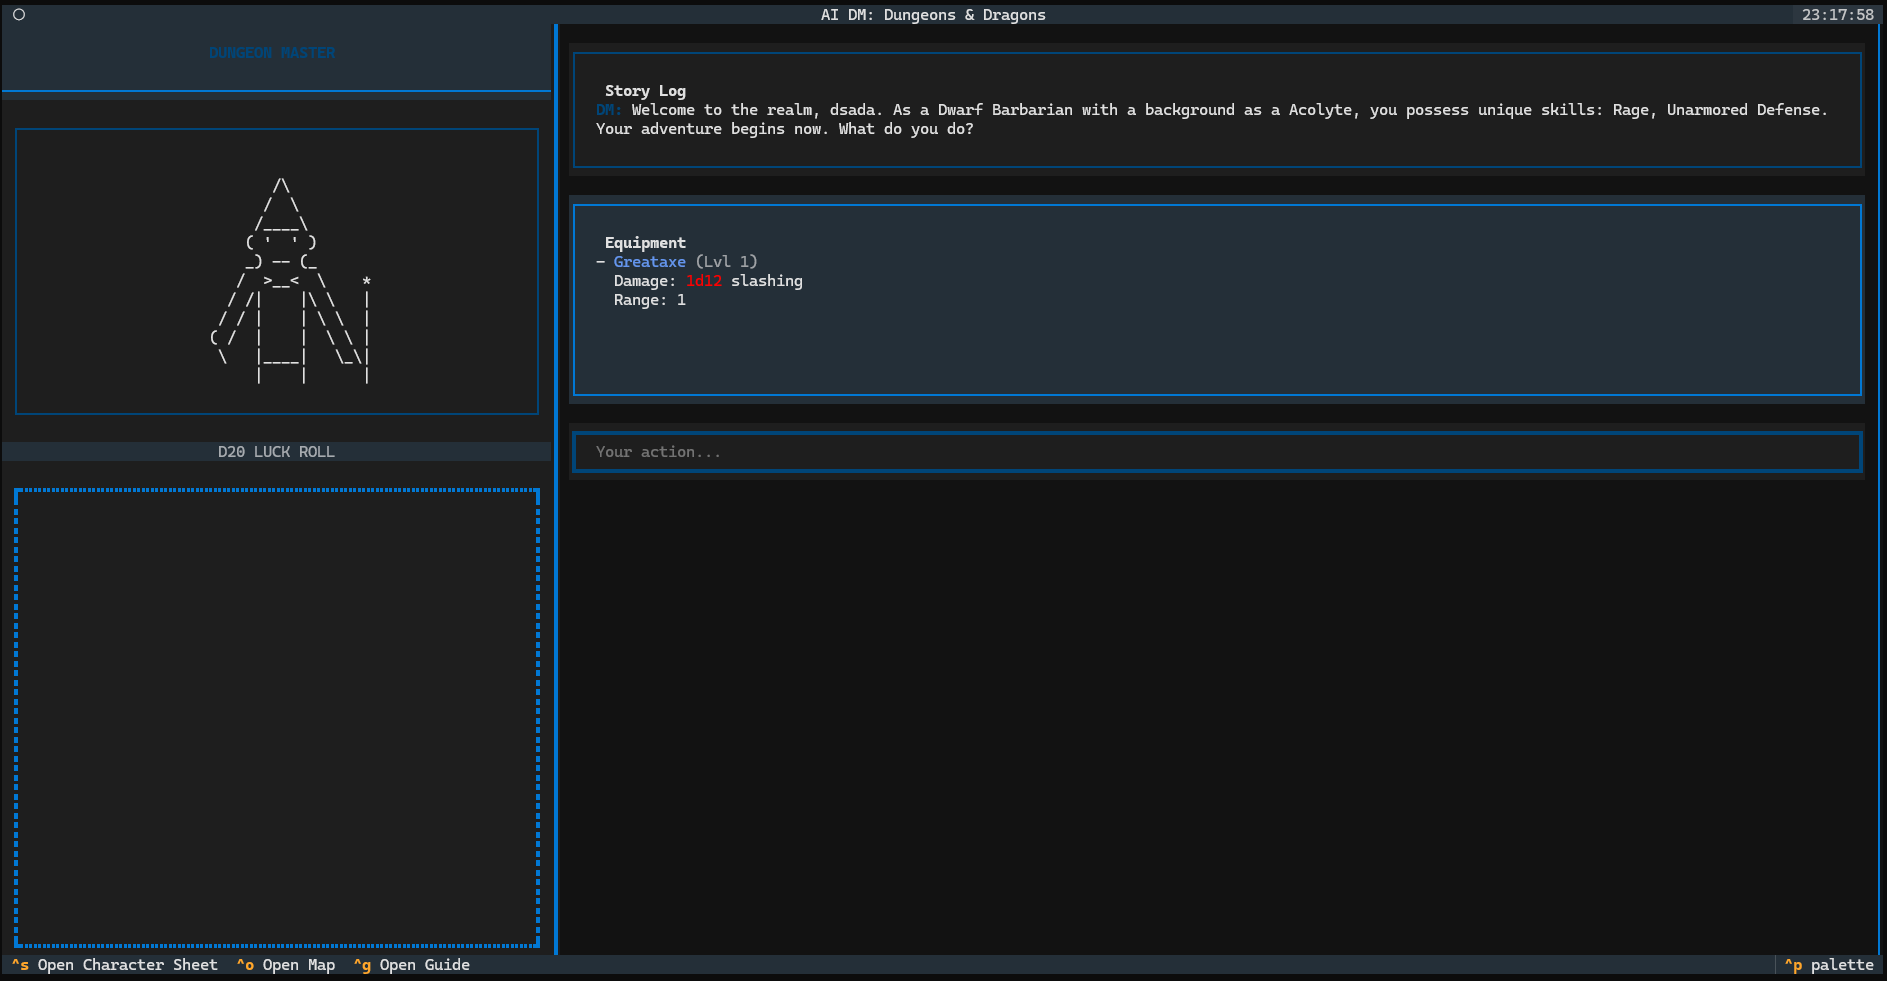 AI DM: Dungeons & Dragons
23:17:58
DUNGEON MASTER
D20 LUCK ROLL
Story Log
DM: Welcome to the realm, dsada. As a Dwarf Barbarian with a background as a Acolyte, you possess unique skills: Rage, Unarmored Defense.
Your adventure begins now. What do you do?
Equipment
– Greataxe (Lvl 1)
Damage: 1d12 slashing
Range: 1
Your action...
^s Open Character Sheet ^o Open Map ^g Open Guide
^p palette